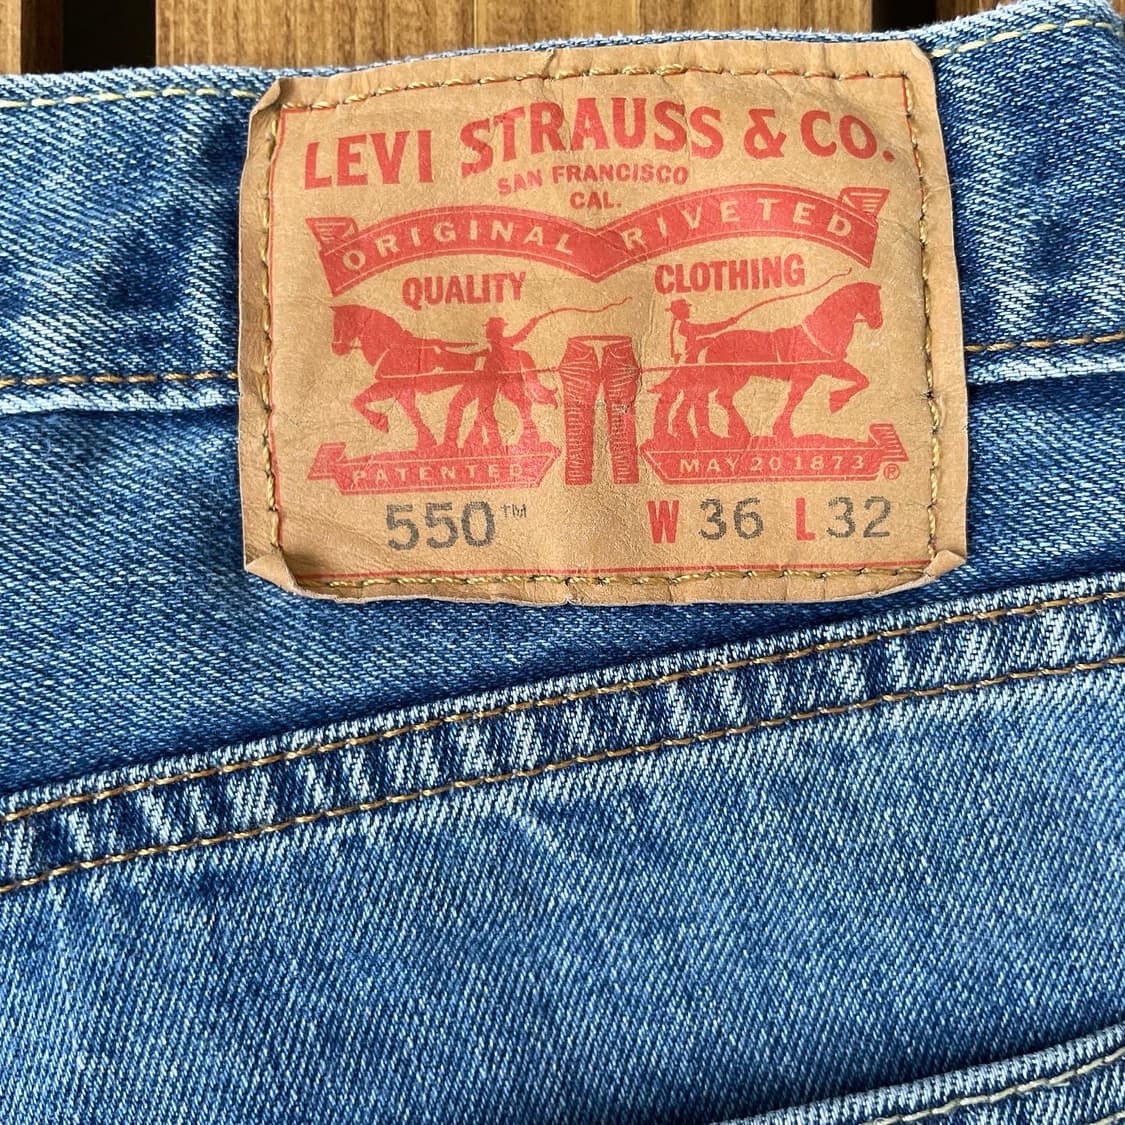 LEVI STRAUSS & CO.
SAN FRANCISCO
CAL.
ORIGINAL RIVETED
QUALITY CLOTHING
PATENTED MAY 20 1873 ®
550™ W 36 L 32